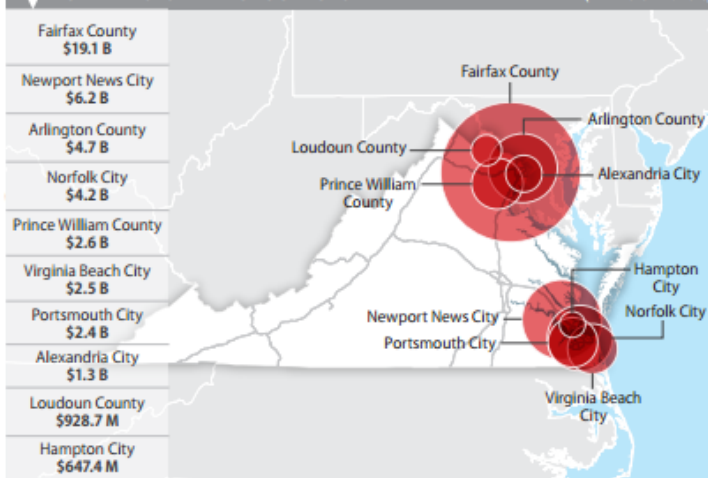 Fairfax County
$19.1 B
Newport News City
$6.2 B
Arlington County
$4.7 B
Norfolk City
$4.2 B
Prince William County
$2.6 B
Virginia Beach City
$2.5 B
Portsmouth City
$2.4 B
Alexandria City
$1.3 B
Loudoun County
$928.7 M
Hampton City
$647.4 M
Fairfax County
Arlington County
Loudoun County
Alexandria City
Prince William
County
Hampton
City
Newport News City
Norfolk City
Portsmouth City
Virginia Beach
City